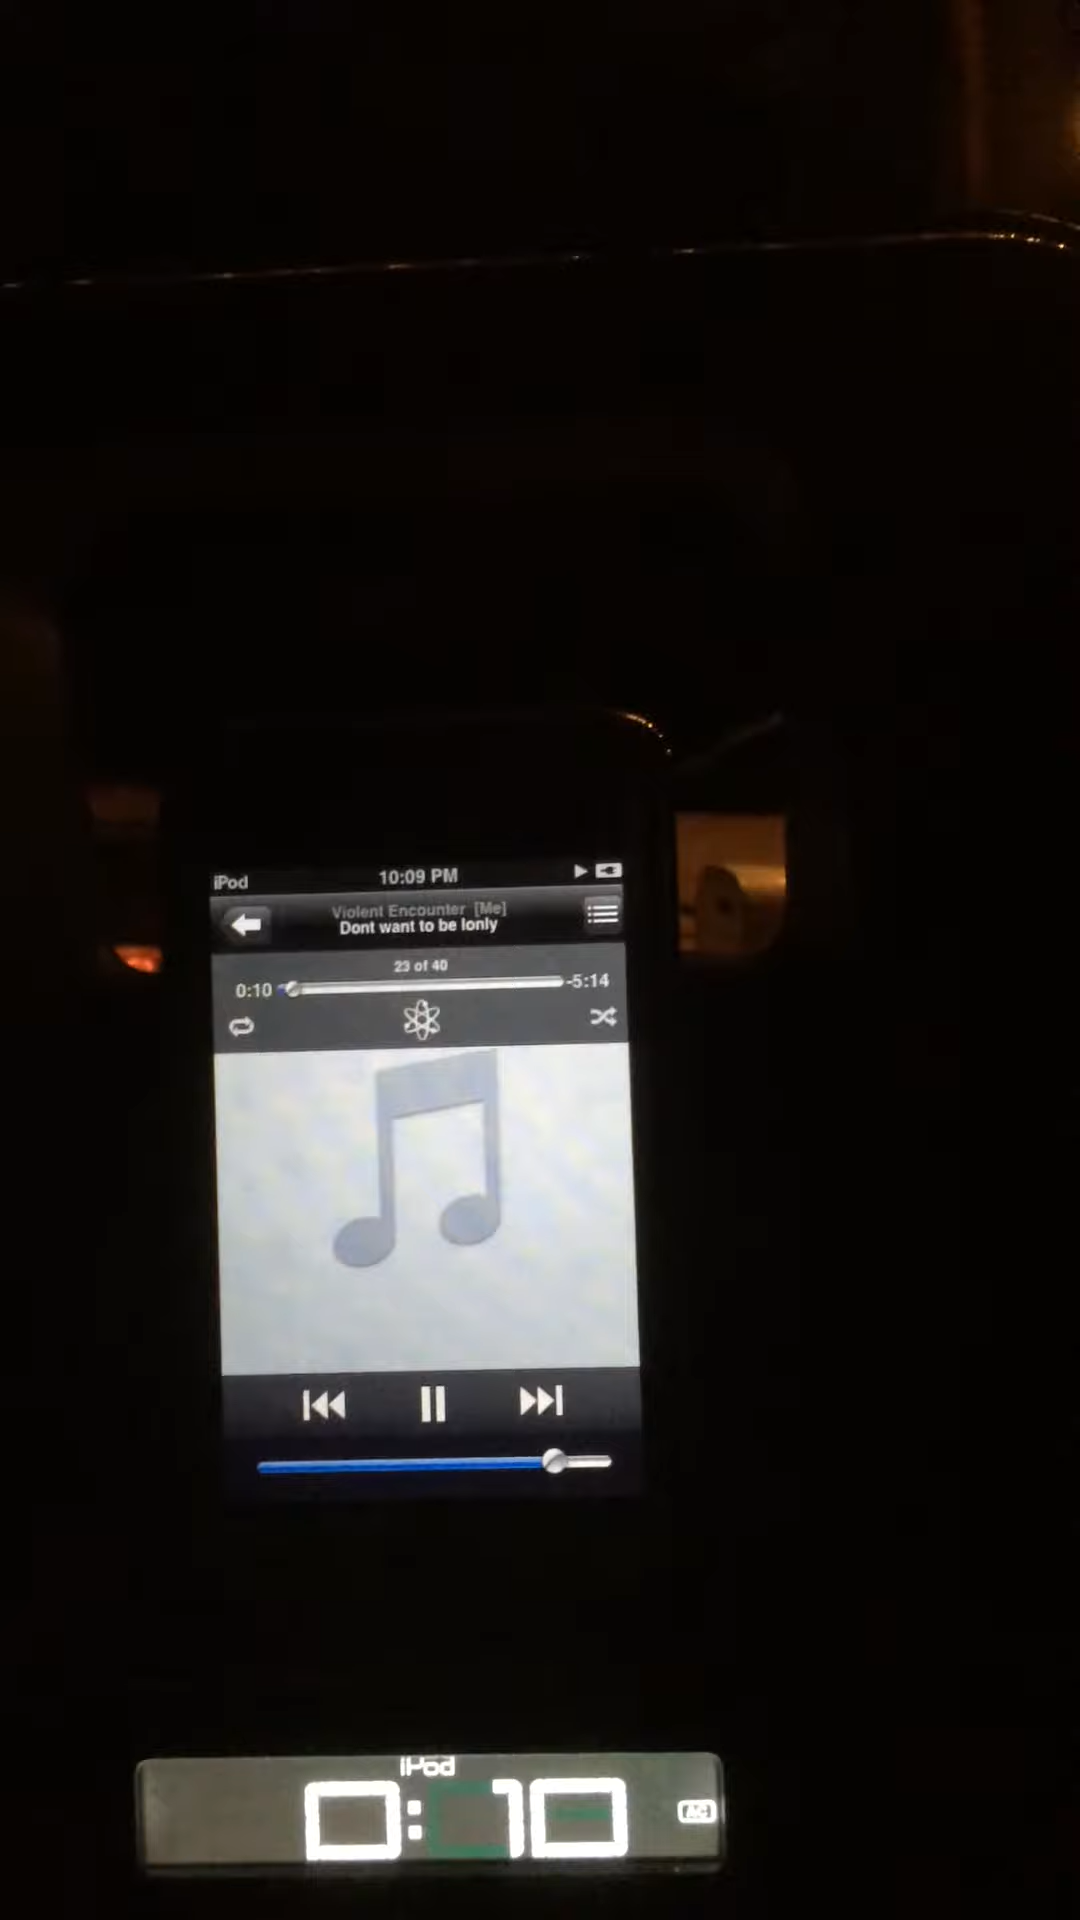 iPod 10:09 PM
Violent Encounter [Me]
Dont want to be lonly
23 of 40
0:10 -5:14
iPod
0:10
AC